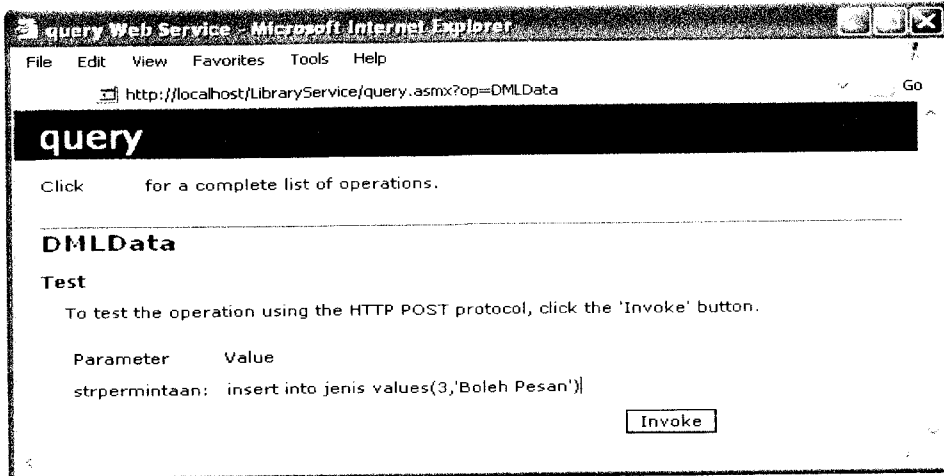 query Web Service - Microsoft Internet Explorer
File Edit View Favorites Tools Help
http://localhost/LibraryService/query.asmx?op=DMLData Go
query
Click for a complete list of operations.
DMLData
Test
To test the operation using the HTTP POST protocol, click the 'Invoke' button.
Parameter Value
strpermintaan: insert into jenis values(3,'Boleh Pesan')
Invoke